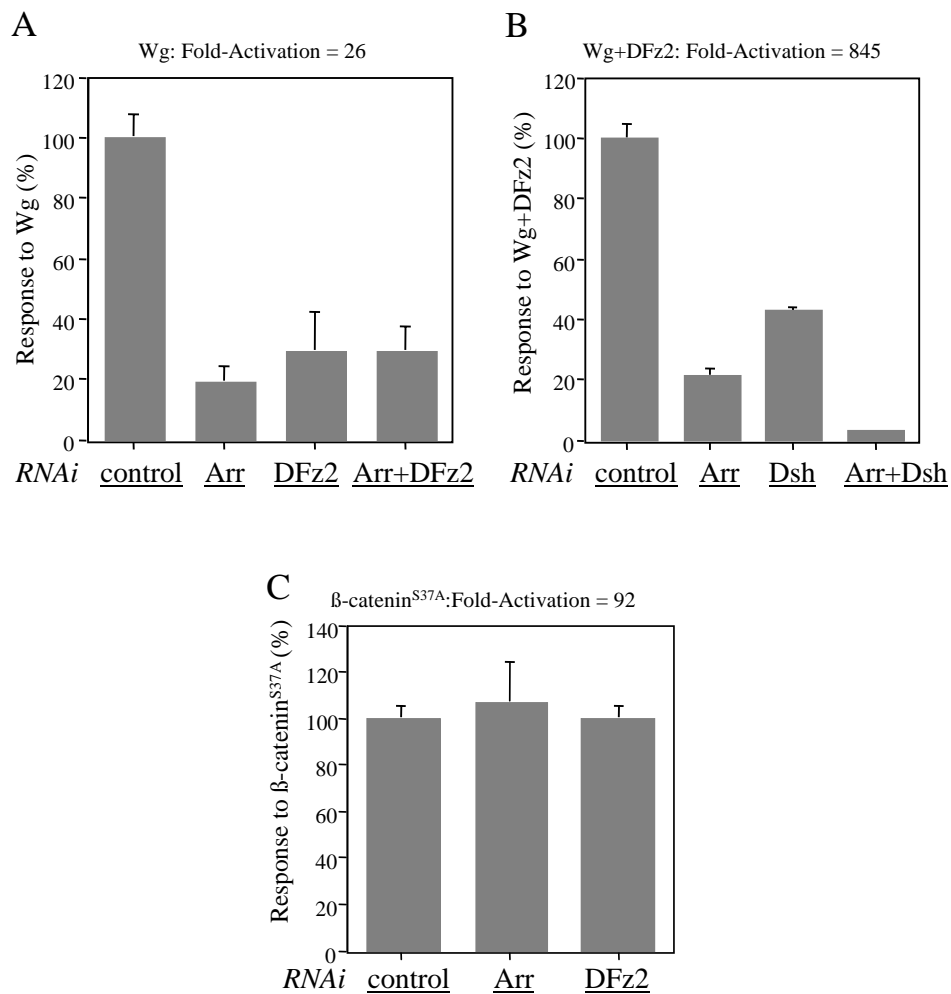 A
Wg: Fold-Activation = 26
Response to Wg (%)
120
100
80
60
40
20
0
RNAi control Arr DFz2 Arr+DFz2
B
Wg+DFz2: Fold-Activation = 845
Response to Wg+DFz2 (%)
120
100
80
60
40
20
0
RNAi control Arr Dsh Arr+Dsh
C
ß-catenin^S37A:Fold-Activation = 92
Response to ß-catenin^S37A (%)
140
120
100
80
60
40
20
0
RNAi control Arr DFz2